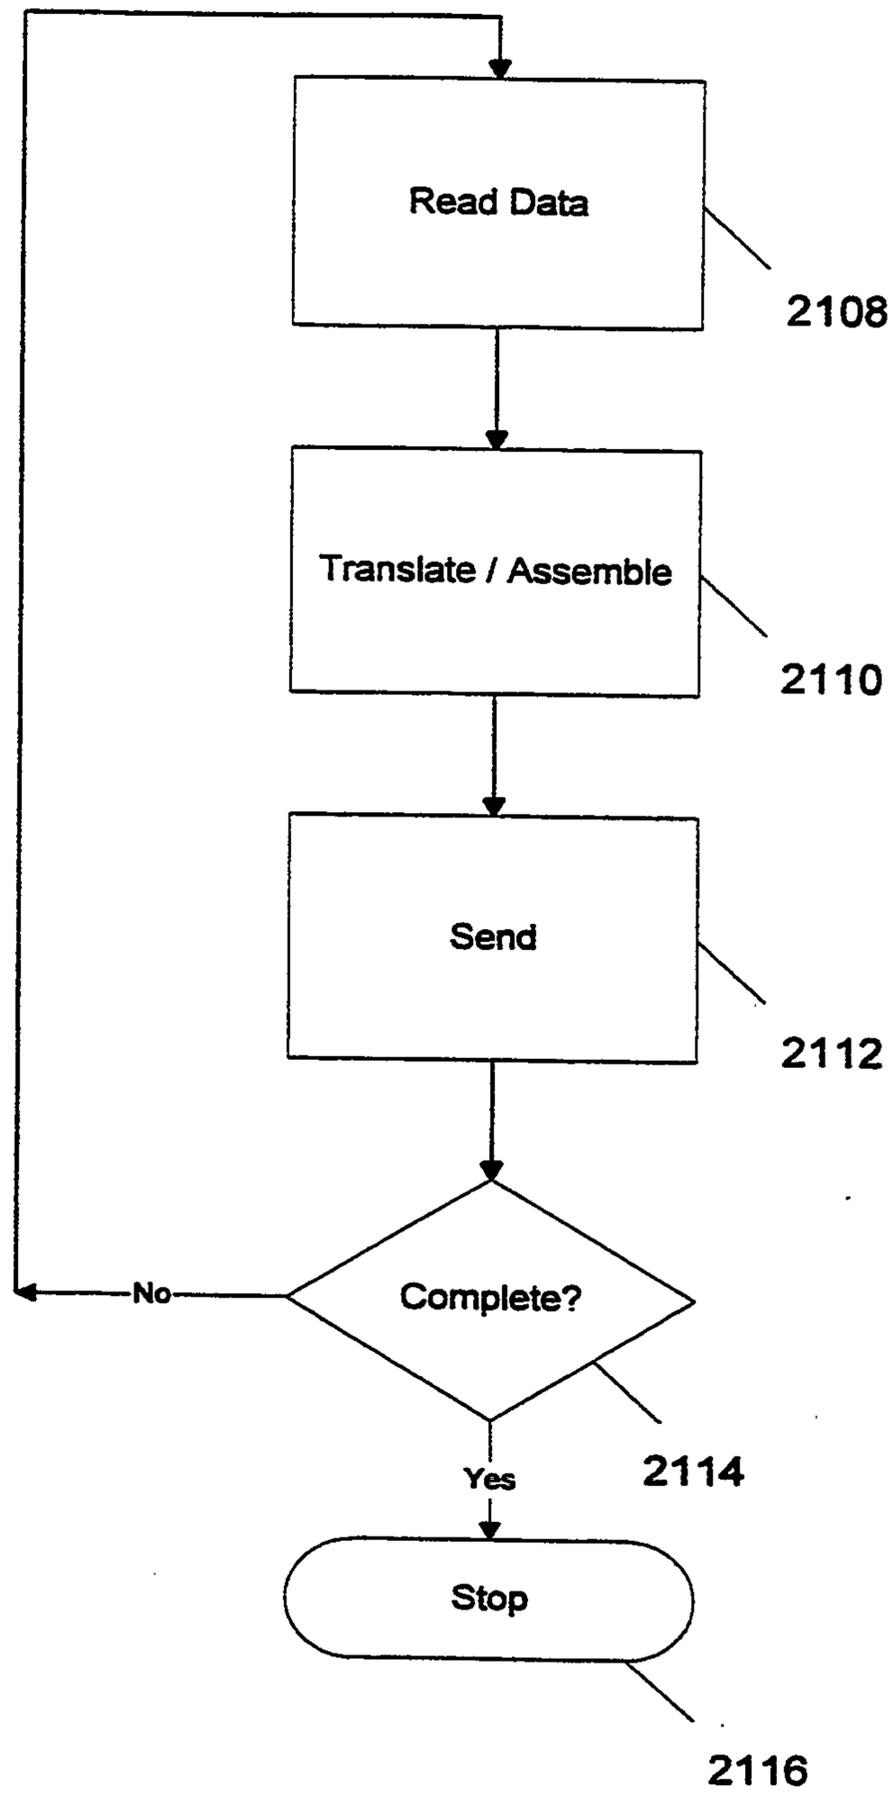 Read Data
2108
Translate / Assemble
2110
Send
2112
Complete?
No
2114
Yes
Stop
2116